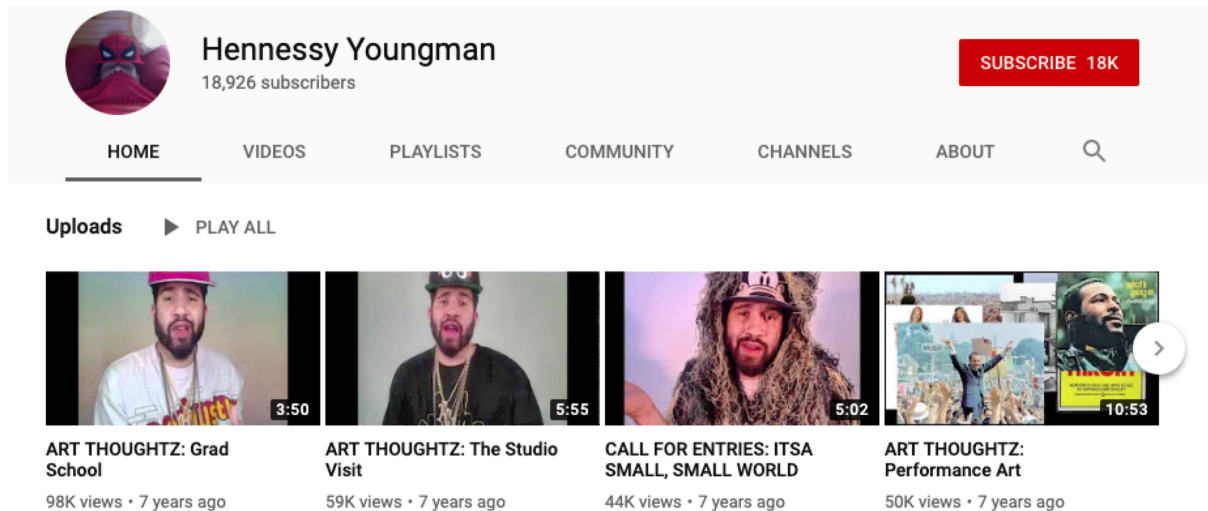 Hennessy Youngman
18,926 subscribers
SUBSCRIBE 18K
HOME VIDEOS PLAYLISTS COMMUNITY CHANNELS ABOUT
Uploads PLAY ALL
3:50
5:55
5:02
10:53
what's
going on
ART THOUGHTZ: Grad
School
98K views • 7 years ago
ART THOUGHTZ: The Studio
Visit
59K views • 7 years ago
CALL FOR ENTRIES: ITSA
SMALL, SMALL WORLD
44K views • 7 years ago
ART THOUGHTZ:
Performance Art
50K views • 7 years ago